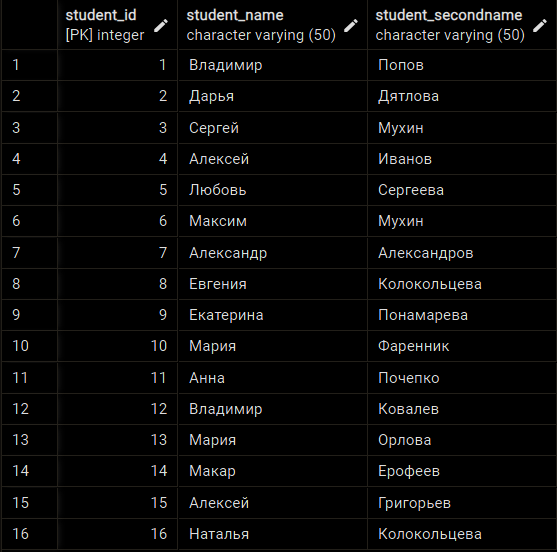 student_id student_name student_secondname
[PK] integer character varying (50) character varying (50)
1 1 Владимир Попов
2 2 Дарья Дятлова
3 3 Сергей Мухин
4 4 Алексей Иванов
5 5 Любовь Сергеева
6 6 Максим Мухин
7 7 Александр Александров
8 8 Евгения Колокольцева
9 9 Екатерина Понамарева
10 10 Мария Фаренник
11 11 Анна Почепко
12 12 Владимир Ковалев
13 13 Мария Орлова
14 14 Макар Ерофеев
15 15 Алексей Григорьев
16 16 Наталья Колокольцева